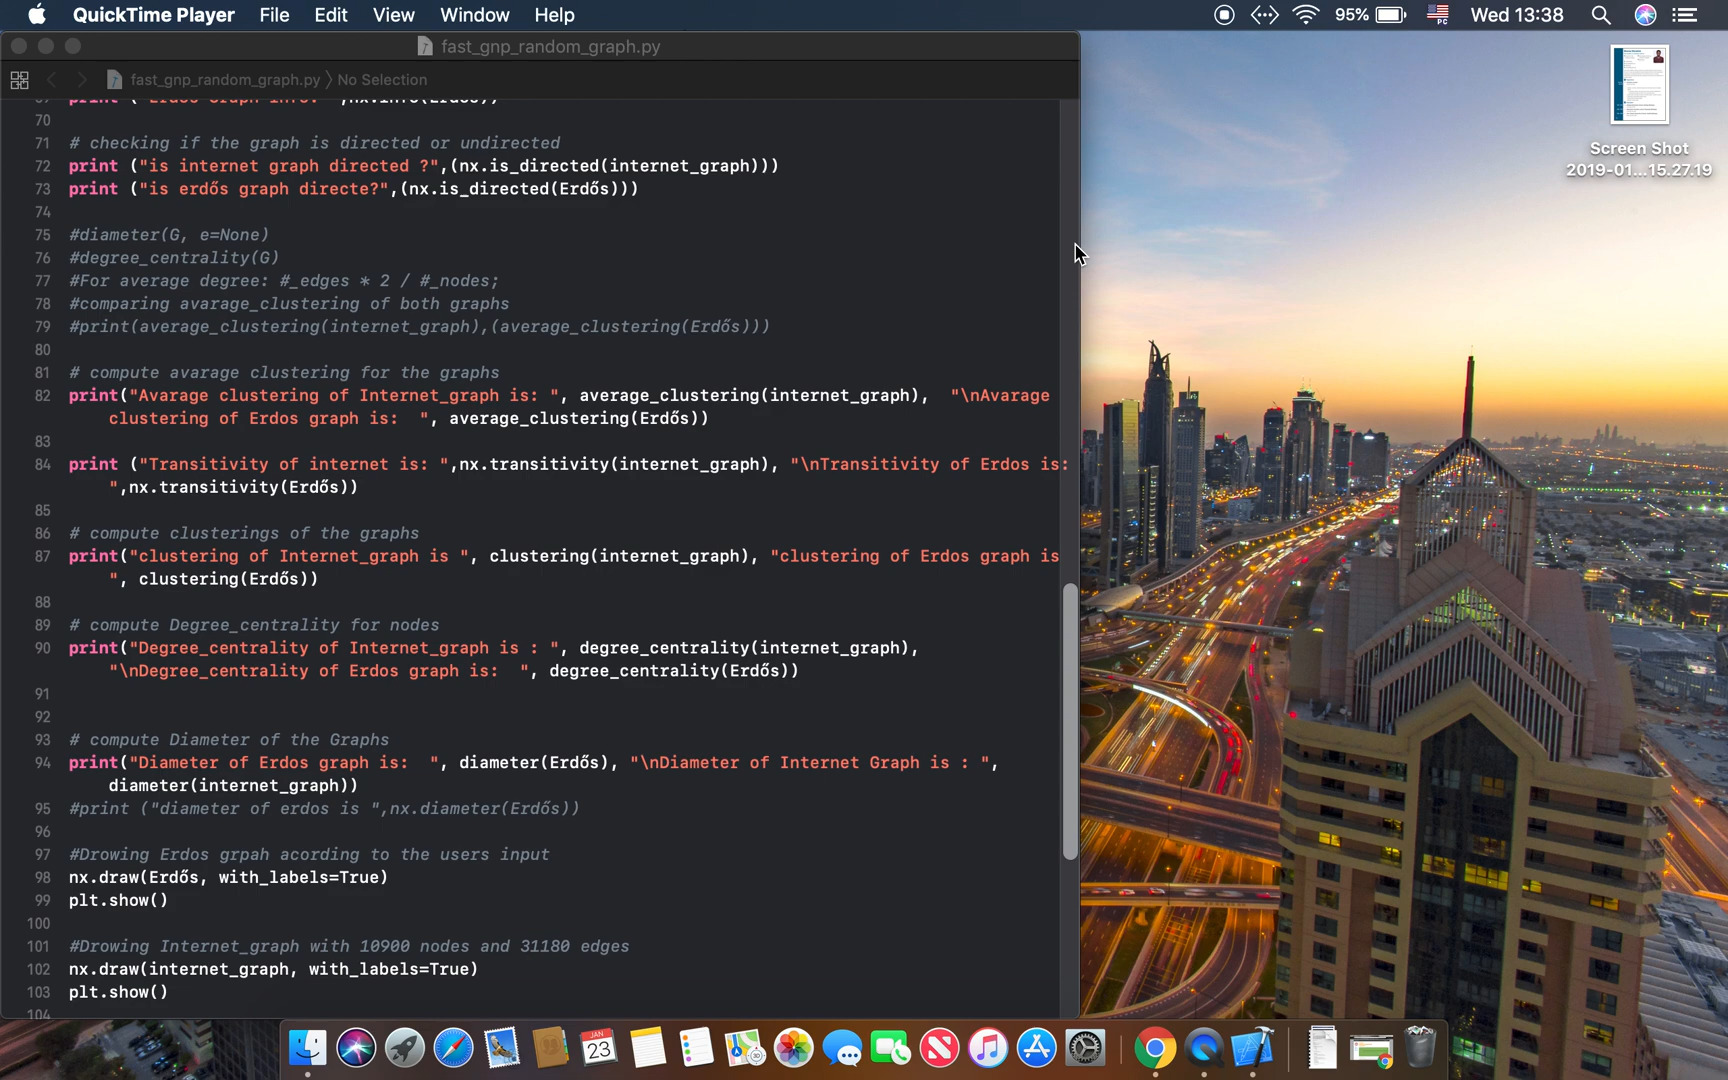 QuickTime Player File Edit View Window Help 95% PC Wed 13:38
fast_gnp_random_graph.py
fast_gnp_random_graph.py 〉 No Selection
70
71 # checking if the graph is directed or undirected
72 print ("is internet graph directed ?",(nx.is_directed(internet_graph)))
73 print ("is erdős graph directe?",(nx.is_directed(Erdős)))
74
75 #diameter(G, e=None)
76 #degree_centrality(G)
77 #For average degree: #_edges * 2 / #_nodes;
78 #comparing avarage_clustering of both graphs
79 #print(average_clustering(internet_graph),(average_clustering(Erdős)))
80
81 # compute avarage clustering for the graphs
82 print("Avarage clustering of Internet_graph is: ", average_clustering(internet_graph),  "\nAvarage
clustering of Erdos graph is:  ", average_clustering(Erdős))
83
84 print ("Transitivity of internet is: ",nx.transitivity(internet_graph), "\nTransitivity of Erdos is:
",nx.transitivity(Erdős))
85
86 # compute clusterings of the graphs
87 print("clustering of Internet_graph is ", clustering(internet_graph), "clustering of Erdos graph is
", clustering(Erdős))
88
89 # compute Degree_centrality for nodes
90 print("Degree_centrality of Internet_graph is : ", degree_centrality(internet_graph),
"\nDegree_centrality of Erdos graph is:  ", degree_centrality(Erdős))
91
92
93 # compute Diameter of the Graphs
94 print("Diameter of Erdos graph is:  ", diameter(Erdős), "\nDiameter of Internet Graph is : ",
diameter(internet_graph))
95 #print ("diameter of erdos is ",nx.diameter(Erdős))
96
97 #Drowing Erdos grpah acording to the users input
98 nx.draw(Erdős, with_labels=True)
99 plt.show()
100
101 #Drowing Internet_graph with 10900 nodes and 31180 edges
102 nx.draw(internet_graph, with_labels=True)
103 plt.show()
104
Screen Shot
2019-01...15.27.19
JAN
23